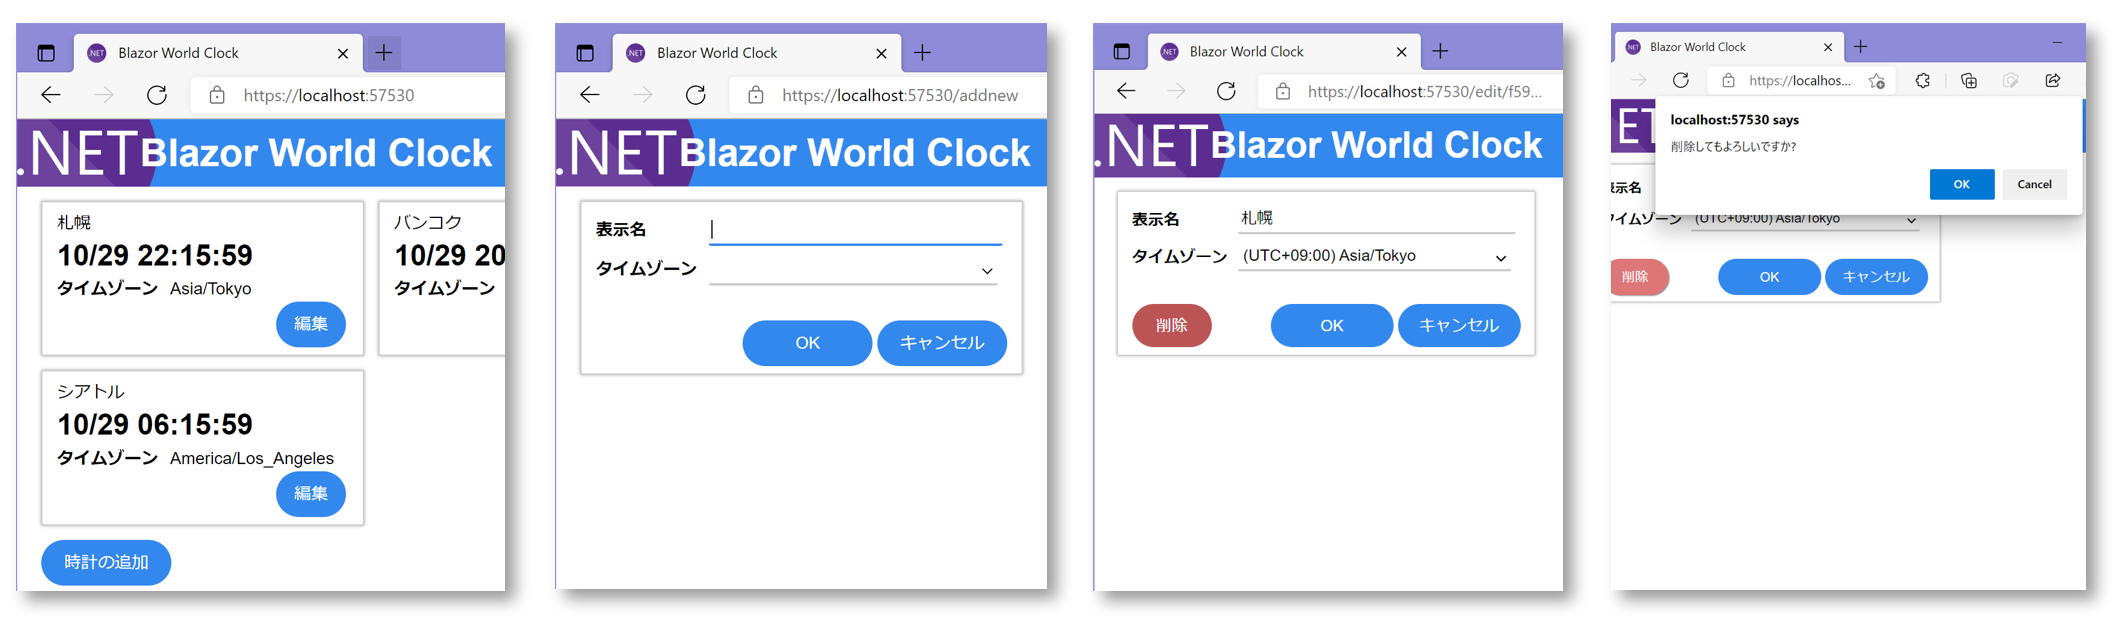 Blazor World Clock
https://localhost:57530
.NET Blazor World Clock
札幌
10/29 22:15:59
タイムゾーン Asia/Tokyo
編集
バンコク
10/29 20
タイムゾーン
シアトル
10/29 06:15:59
タイムゾーン America/Los_Angeles
編集
時計の追加
Blazor World Clock
https://localhost:57530/addnew
.NET Blazor World Clock
表示名
タイムゾーン
OK キャンセル
Blazor World Clock
https://localhost:57530/edit/f59...
.NET Blazor World Clock
表示名 札幌
タイムゾーン (UTC+09:00) Asia/Tokyo
削除 OK キャンセル
Blazor World Clock
https://localhos...
ET
localhost:57530 says
削除してもよろしいですか?
OK Cancel
表示名
タイムゾーン (UTC+09:00) Asia/Tokyo
削除 OK キャンセル